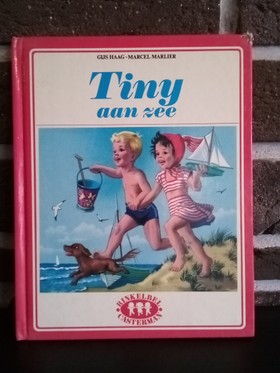 GIJS HAAG - MARCEL MARLIER
Tiny
aan zee
RINKELBEL
CASTERMAN